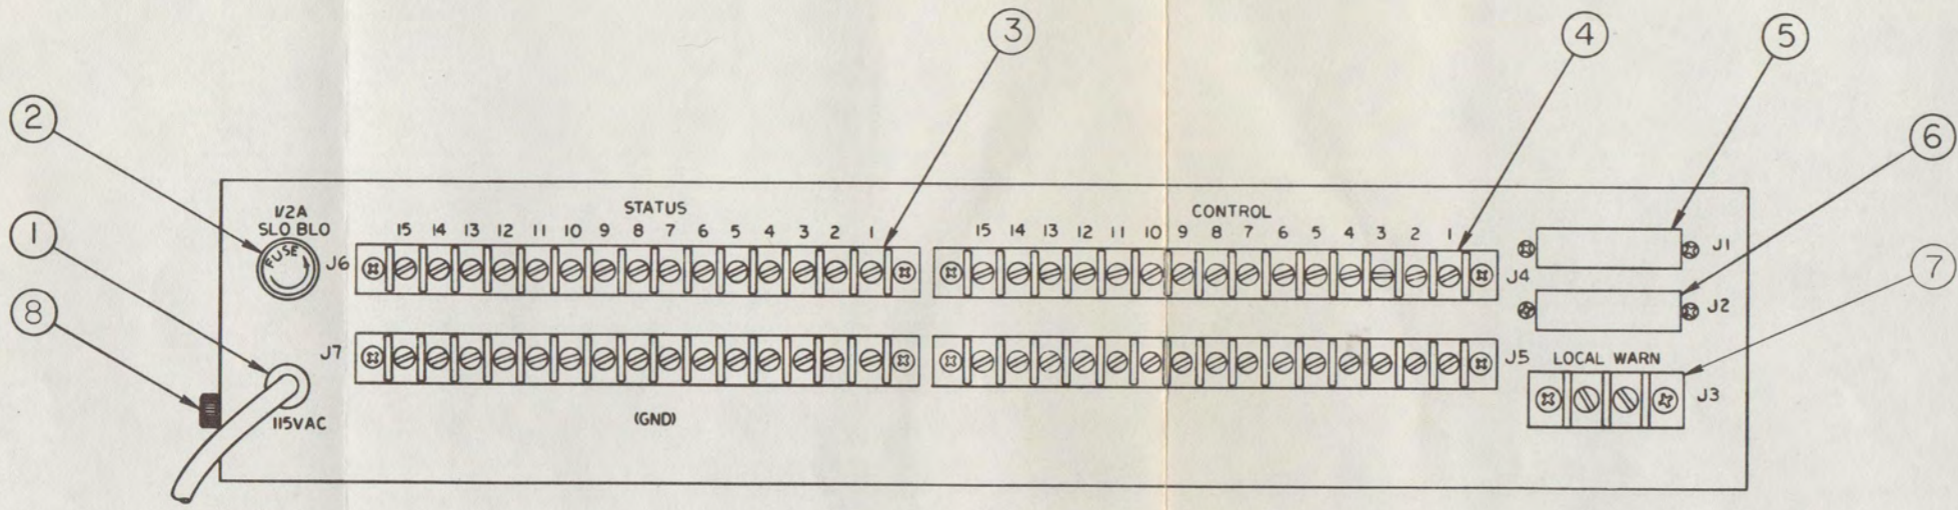 3
4
5
2
6
1/2A
SLO BLO
FUSE
STATUS
15 14 13 12 11 10 9 8 7 6 5 4 3 2 1
CONTROL
15 14 13 12 11 10 9 8 7 6 5 4 3 2 1
1
J6
J4
J1
7
8
J2
J7
J5
LOCAL WARN
J3
115VAC
(GND)